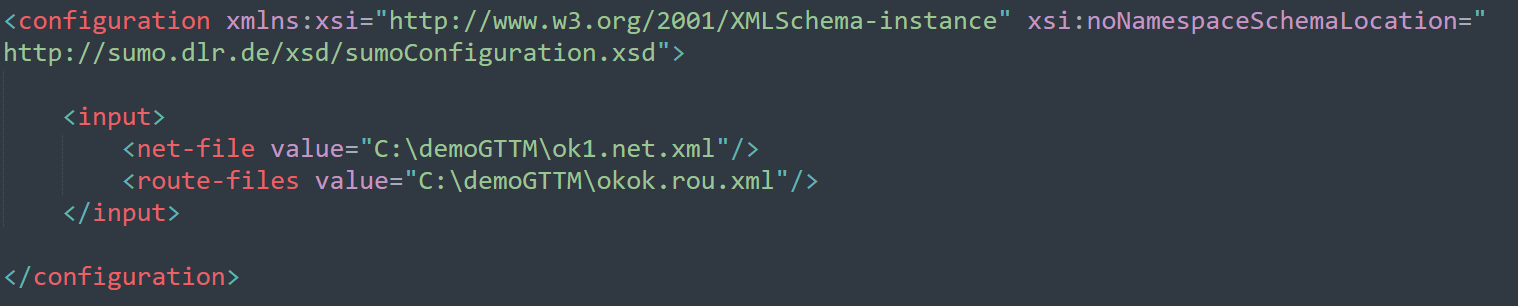 <configuration xmlns:xsi="http://www.w3.org/2001/XMLSchema-instance" xsi:noNamespaceSchemaLocation="
http://sumo.dlr.de/xsd/sumoConfiguration.xsd">
<input>
<net-file value="C:\demoGTTM\ok1.net.xml"/>
<route-files value="C:\demoGTTM\okok.rou.xml"/>
</input>
</configuration>